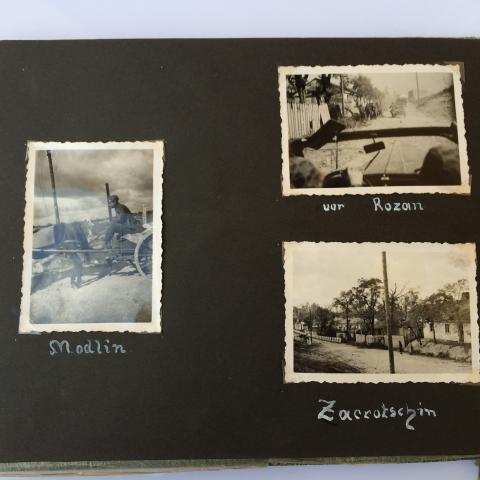 Modlin
vor Rozan
Zacrotschin